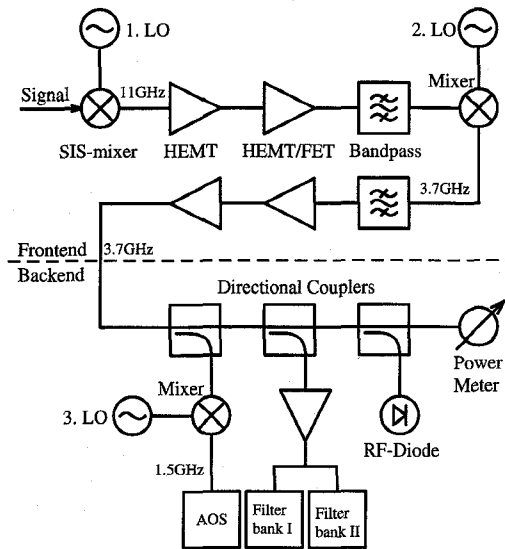 1. LO
2. LO
Mixer
Signal
11GHz
SIS-mixer
HEMT
HEMT/FET
Bandpass
3.7GHz
Frontend
3.7GHz
Backend
Directional Couplers
Mixer
Power
Meter
3. LO
RF-Diode
1.5GHz
AOS
Filter
bank I
Filter
bank II